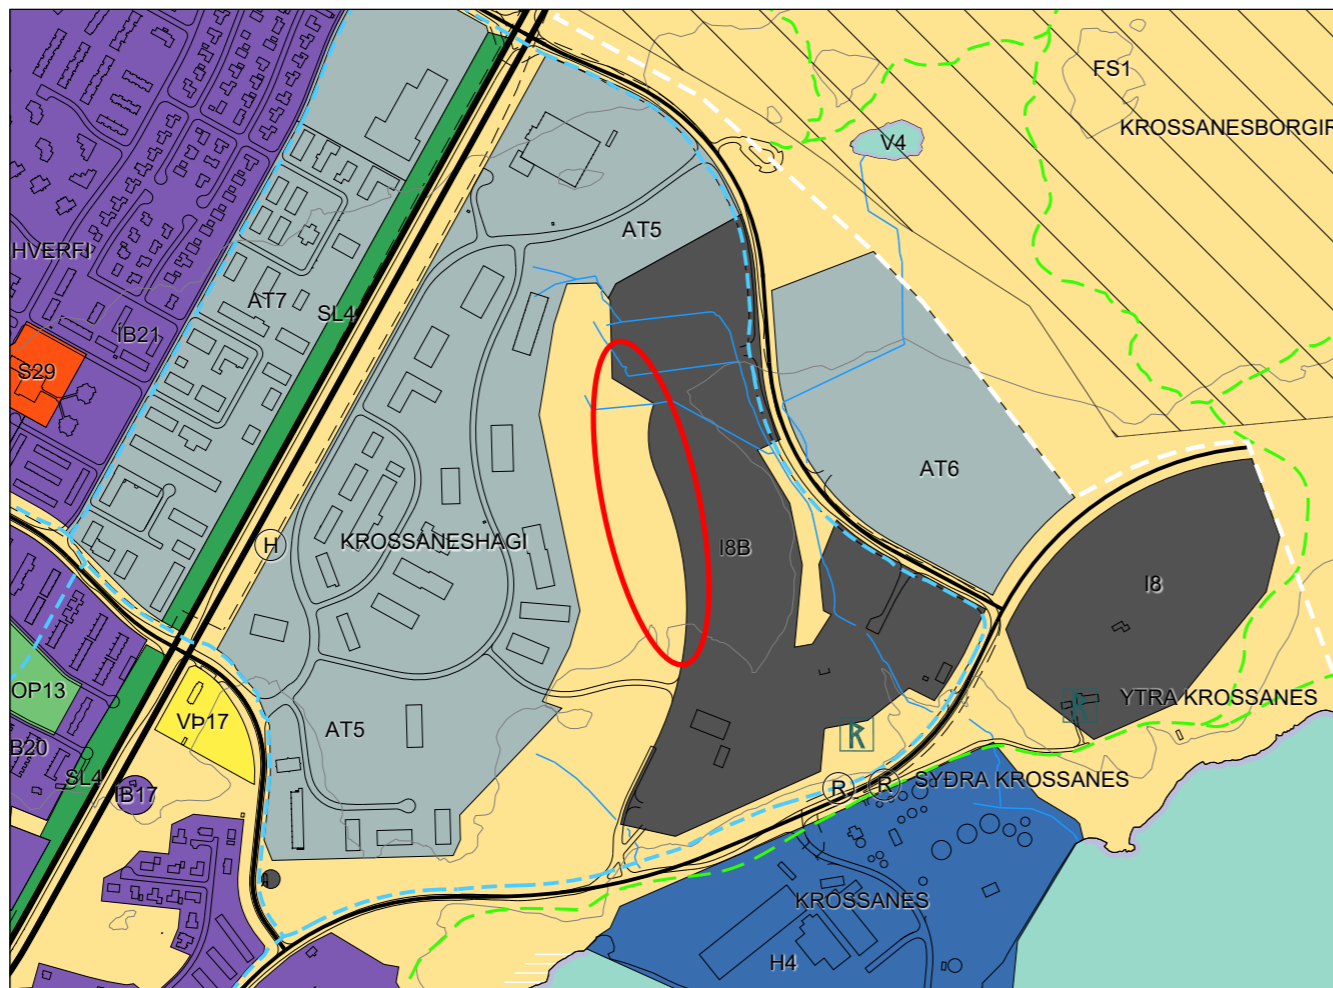 FS1
KROSSANESBORGIR
V4
AT5
HVERFI
AT7
SL4
ÍB21
S29
AT6
H
KROSSANESHAGI
I8B
I8
OP13
VÞ17
AT5
YTRA KROSSANES
R
R
B20
SL4
ÍB17
R
R
SYÐRA KROSSANES
KROSSANES
H4